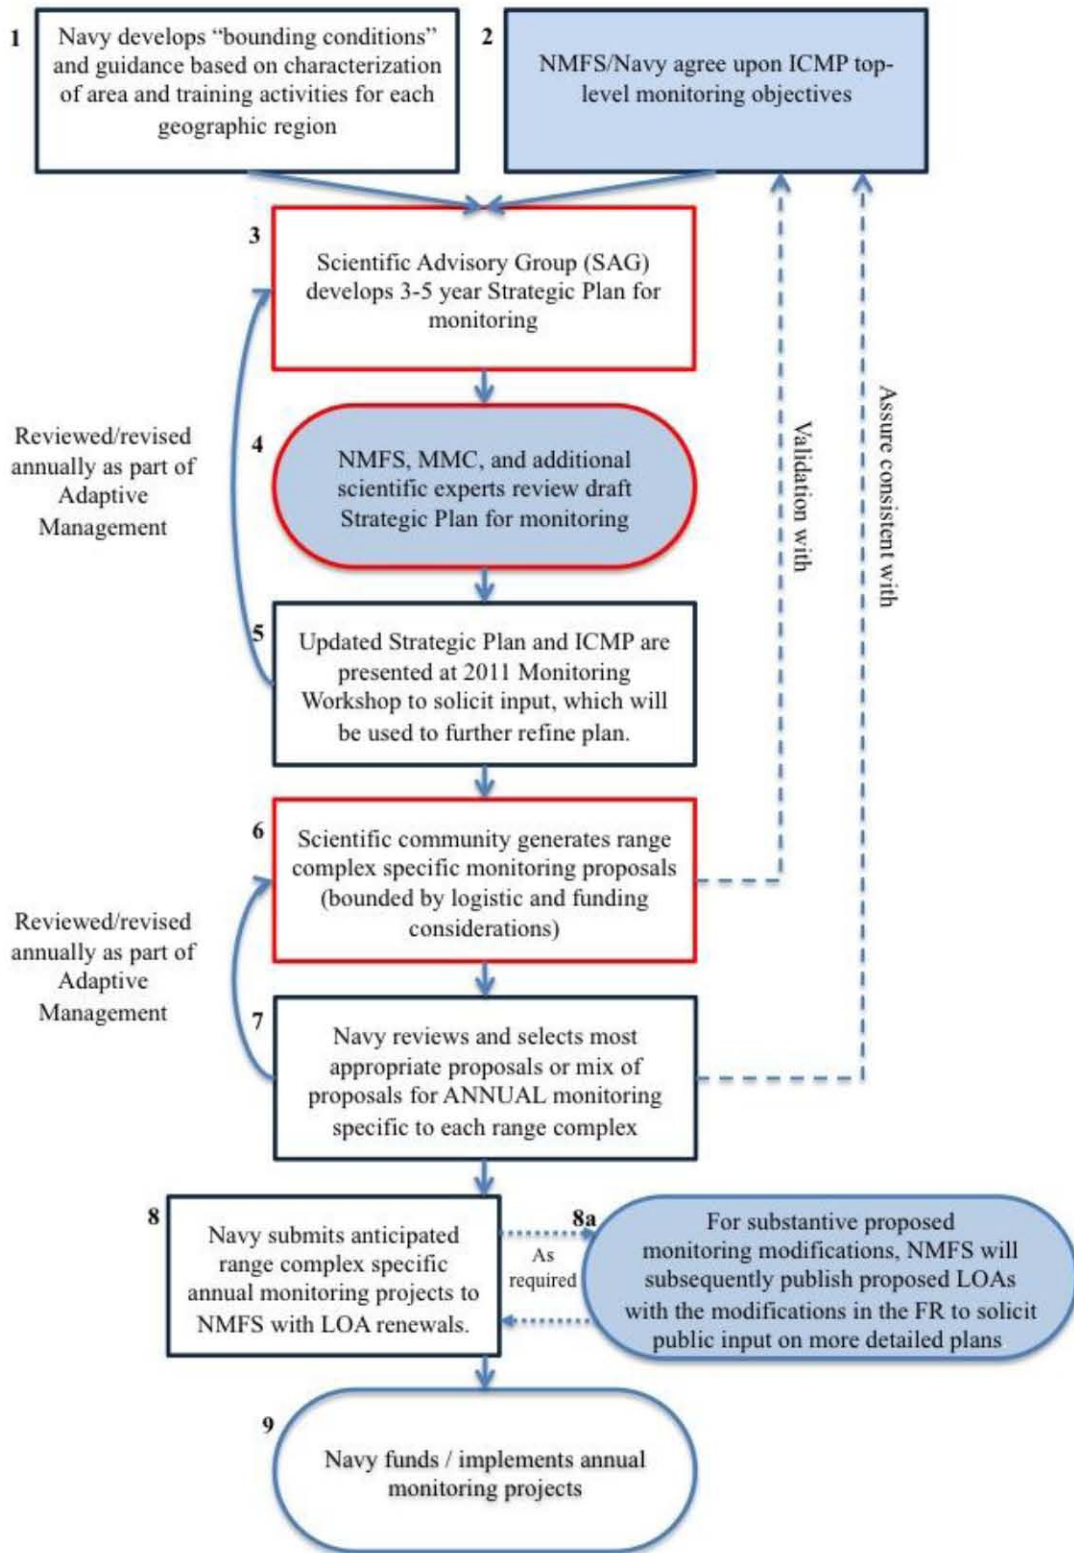 1
Navy develops “bounding conditions”
and guidance based on characterization
of area and training activities for each
geographic region
2
NMFS/Navy agree upon ICMP top-
level monitoring objectives
3
Scientific Advisory Group (SAG)
develops 3-5 year Strategic Plan for
monitoring
Reviewed/revised
annually as part of
Adaptive
Management
4
NMFS, MMC, and additional
scientific experts review draft
Strategic Plan for monitoring
Validation with
Assure consistent with
5
Updated Strategic Plan and ICMP are
presented at 2011 Monitoring
Workshop to solicit input, which will
be used to further refine plan.
6
Scientific community generates range
complex specific monitoring proposals
(bounded by logistic and funding
considerations)
Reviewed/revised
annually as part of
Adaptive
Management
7
Navy reviews and selects most
appropriate proposals or mix of
proposals for ANNUAL monitoring
specific to each range complex
8
Navy submits anticipated
range complex specific
annual monitoring projects to
NMFS with LOA renewals.
As
required
8a
For substantive proposed
monitoring modifications, NMFS will
subsequently publish proposed LOAs
with the modifications in the FR to solicit
public input on more detailed plans
9
Navy funds / implements annual
monitoring projects